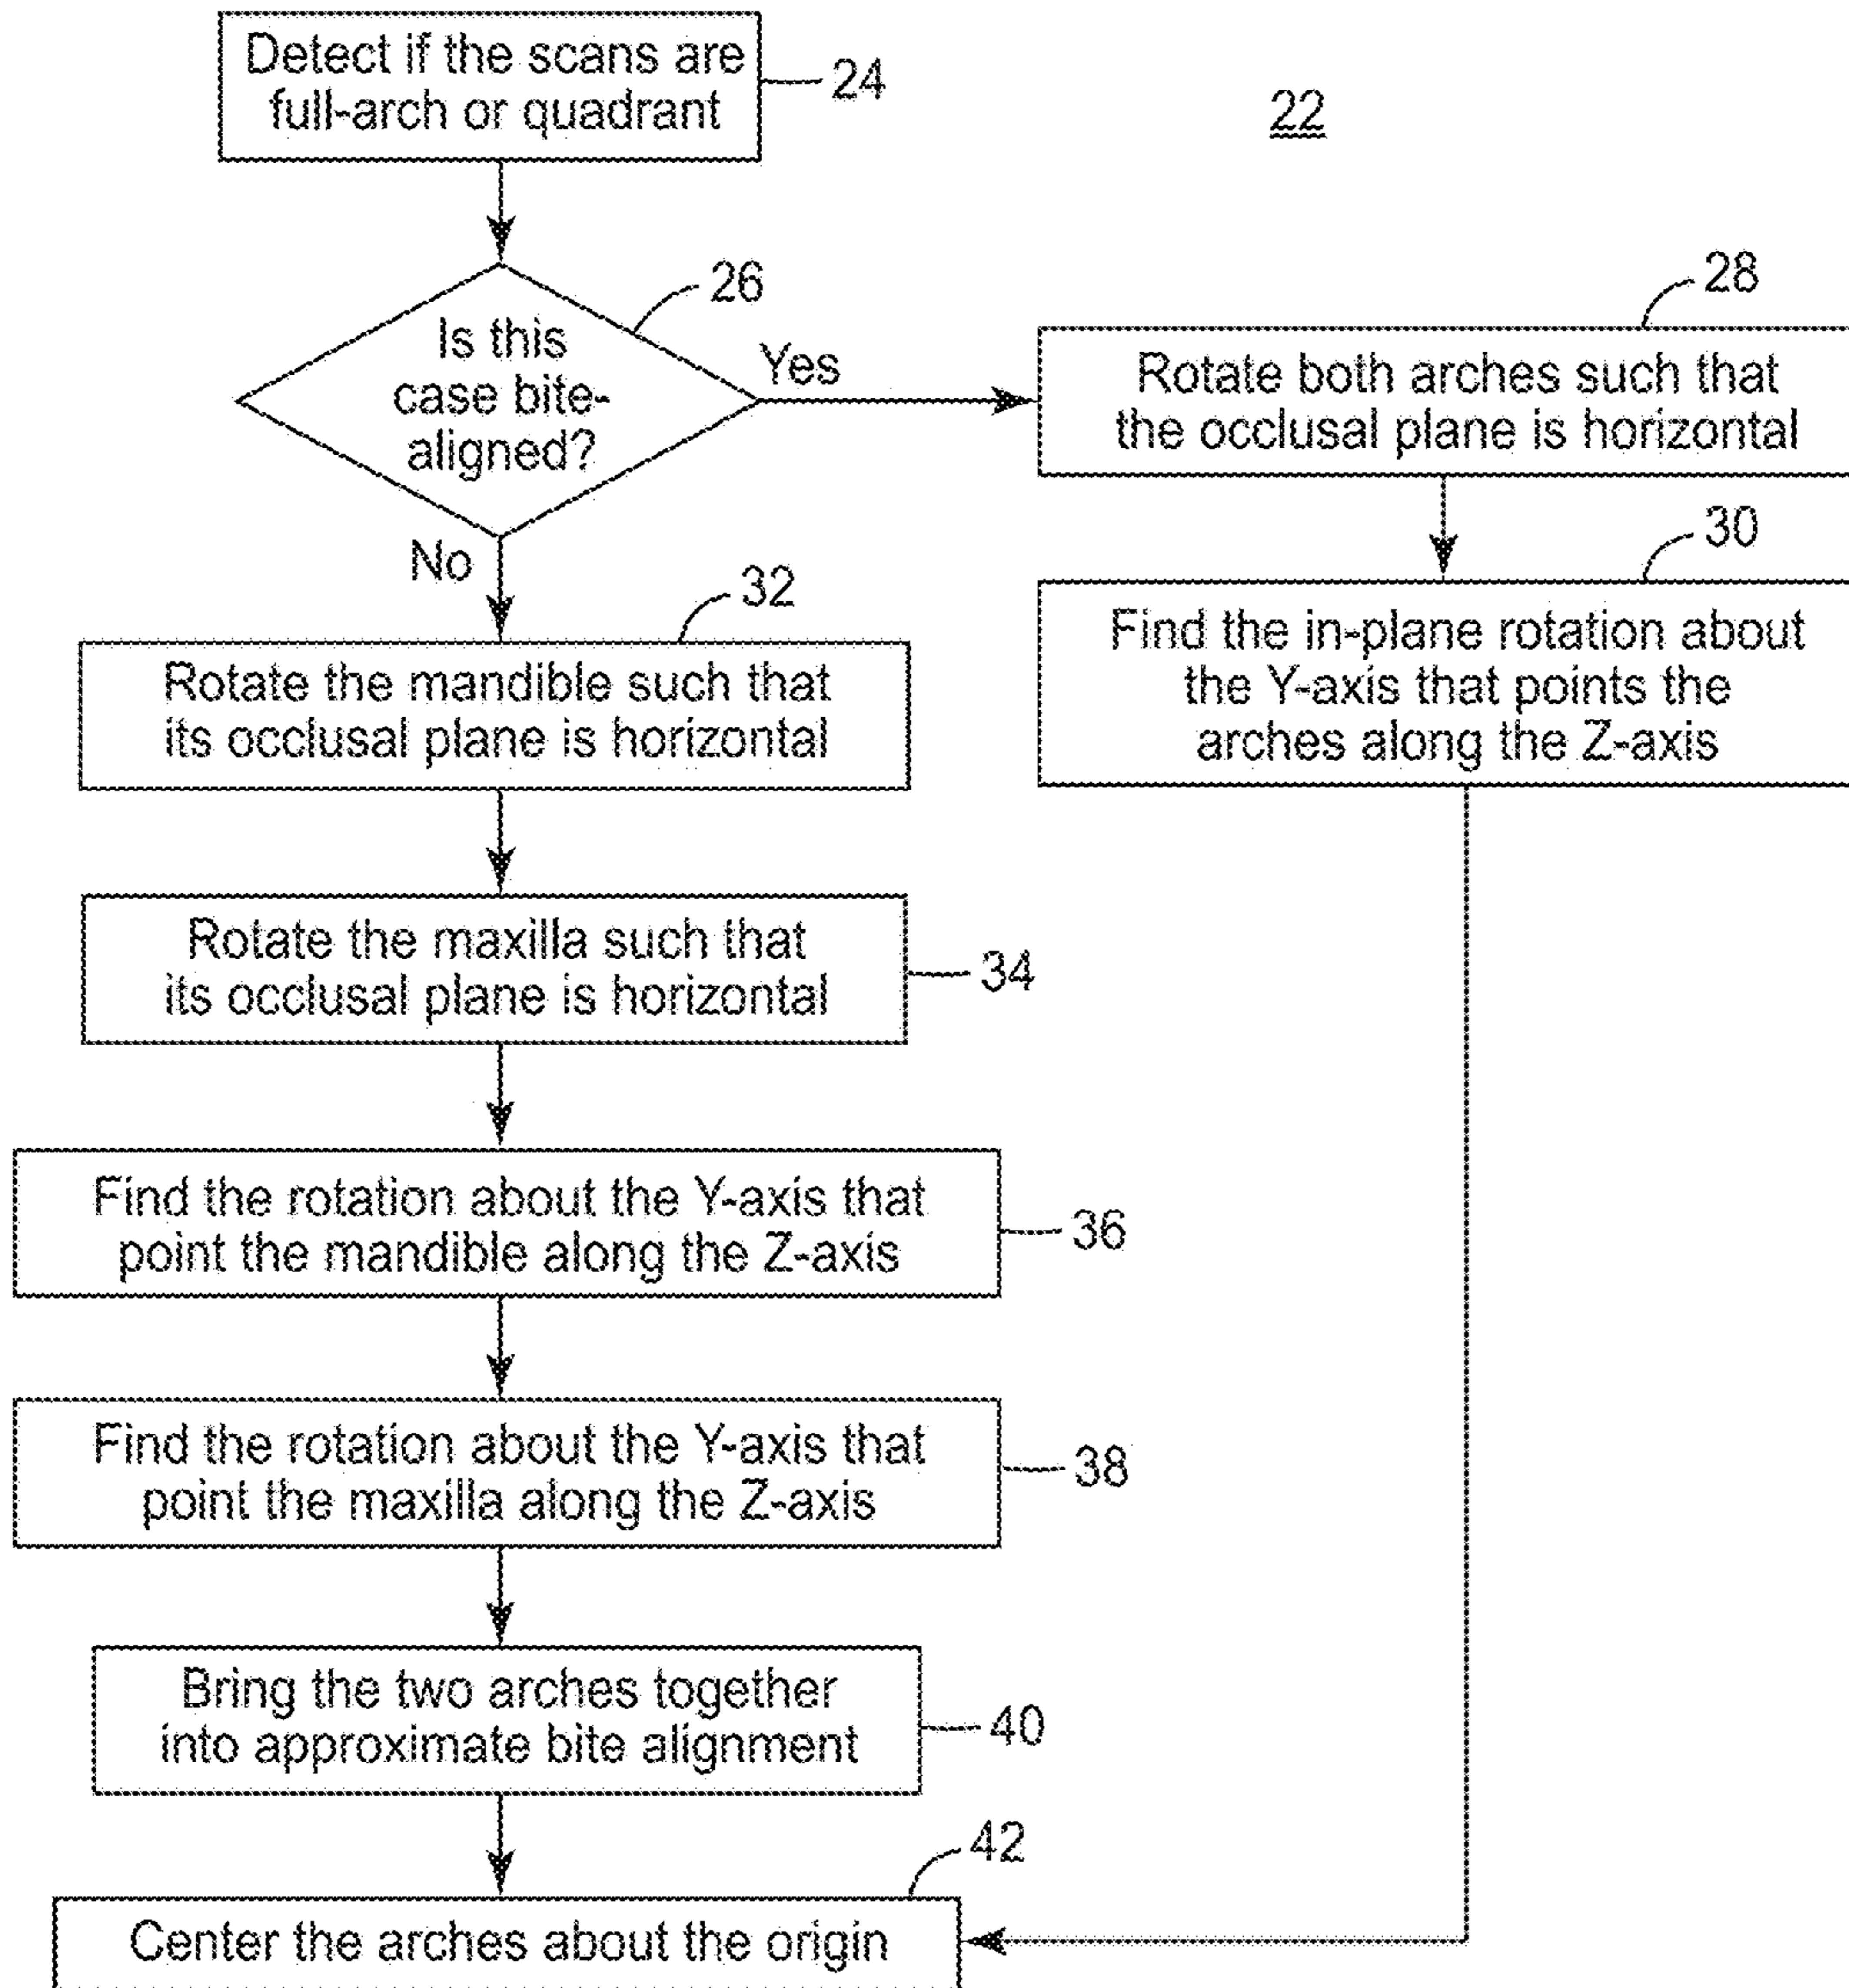 Detect if the scans are
full-arch or quadrant
24
22
26
Is this
case bite-
aligned?
Yes
No
28
Rotate both arches such that
the occlusal plane is horizontal
30
Find the in-plane rotation about
the Y-axis that points the
arches along the Z-axis
32
Rotate the mandible such that
its occlusal plane is horizontal
Rotate the maxilla such that
its occlusal plane is horizontal
34
Find the rotation about the Y-axis that
point the mandible along the Z-axis
36
Find the rotation about the Y-axis that
point the maxilla along the Z-axis
38
Bring the two arches together
into approximate bite alignment
40
42
Center the arches about the origin